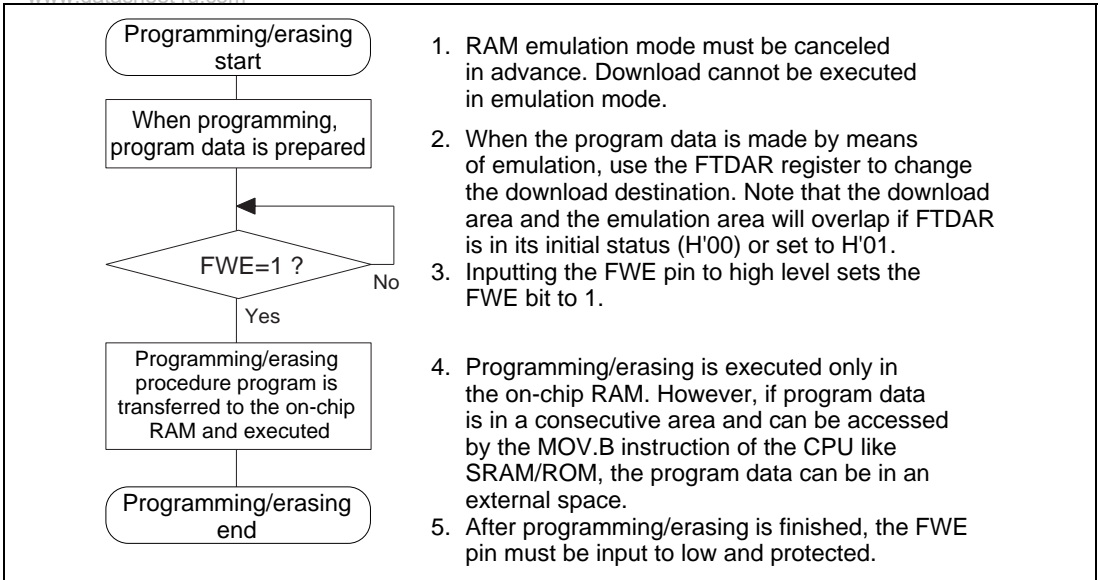 Programming/erasing
start
When programming,
program data is prepared
FWE=1 ?
No
Yes
Programming/erasing
procedure program is
transferred to the on-chip
RAM and executed
Programming/erasing
end
1. RAM emulation mode must be canceled
in advance. Download cannot be executed
in emulation mode.
2. When the program data is made by means
of emulation, use the FTDAR register to change
the download destination. Note that the download
area and the emulation area will overlap if FTDAR
is in its initial status (H'00) or set to H'01.
3. Inputting the FWE pin to high level sets the
FWE bit to 1.
4. Programming/erasing is executed only in
the on-chip RAM. However, if program data
is in a consecutive area and can be accessed
by the MOV.B instruction of the CPU like
SRAM/ROM, the program data can be in an
external space.
5. After programming/erasing is finished, the FWE
pin must be input to low and protected.